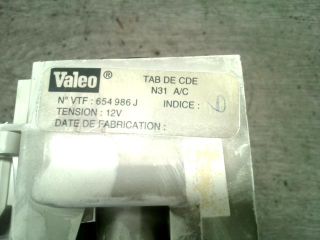 Valeo ® TAB DE CDE
N31 A/C
N° VTF : 654 986 J INDICE :
TENSION : 12V
DATE DE FABRICATION :